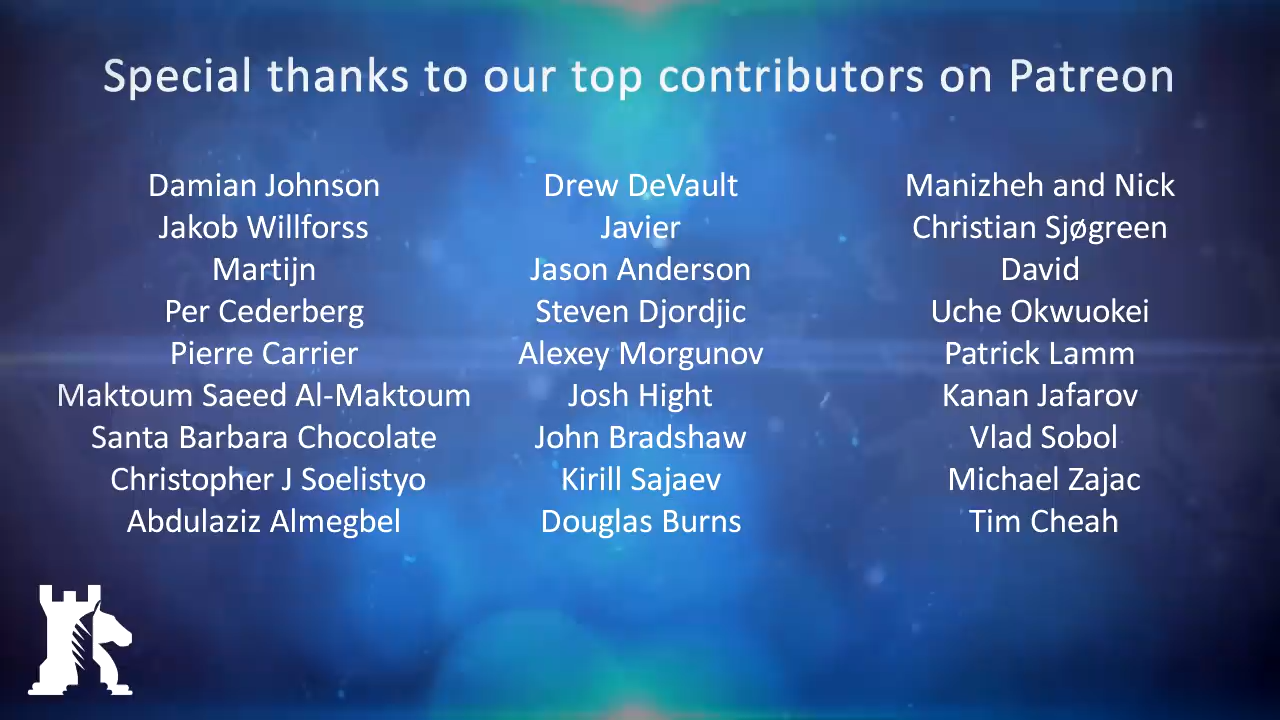 Special thanks to our top contributors on Patreon
Damian Johnson
Jakob Willforss
Martijn
Per Cederberg
Pierre Carrier
Maktoum Saeed Al-Maktoum
Santa Barbara Chocolate
Christopher J Soelistyo
Abdulaziz Almegbel
Drew DeVault
Javier
Jason Anderson
Steven Djordjic
Alexey Morgunov
Josh Hight
John Bradshaw
Kirill Sajaev
Douglas Burns
Manizheh and Nick
Christian Sjøgreen
David
Uche Okwuokei
Patrick Lamm
Kanan Jafarov
Vlad Sobol
Michael Zajac
Tim Cheah